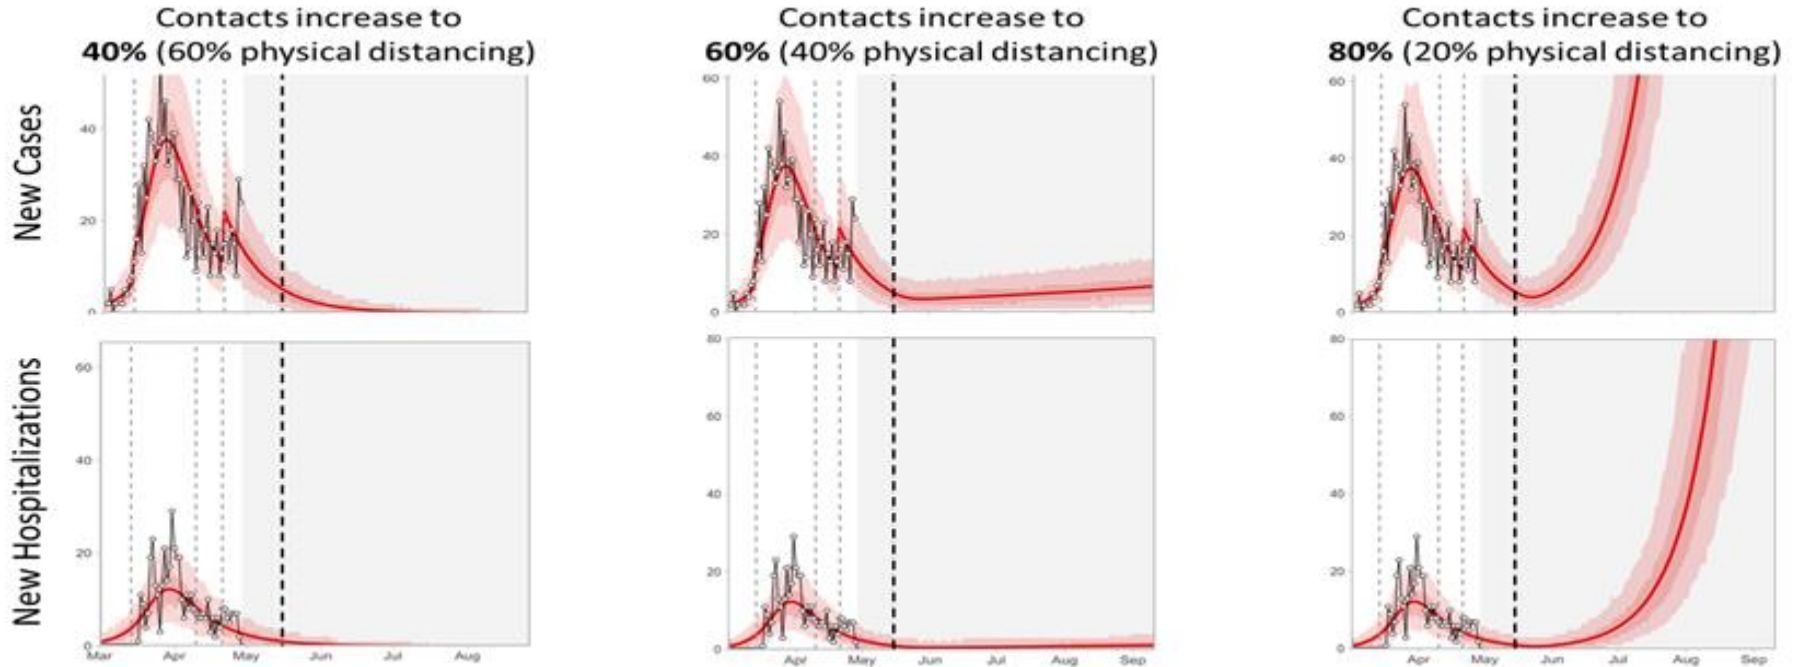 Contacts increase to
40% (60% physical distancing)
Contacts increase to
60% (40% physical distancing)
Contacts increase to
80% (20% physical distancing)
New Cases
40
20
0
60
40
20
0
60
40
20
0
New Hospitalizations
60
40
20
0
Mar Apr May Jun Jul Aug
80
60
40
20
0
Apr May Jun Jul Aug Sep
80
60
40
20
0
Apr May Jun Jul Aug Sep